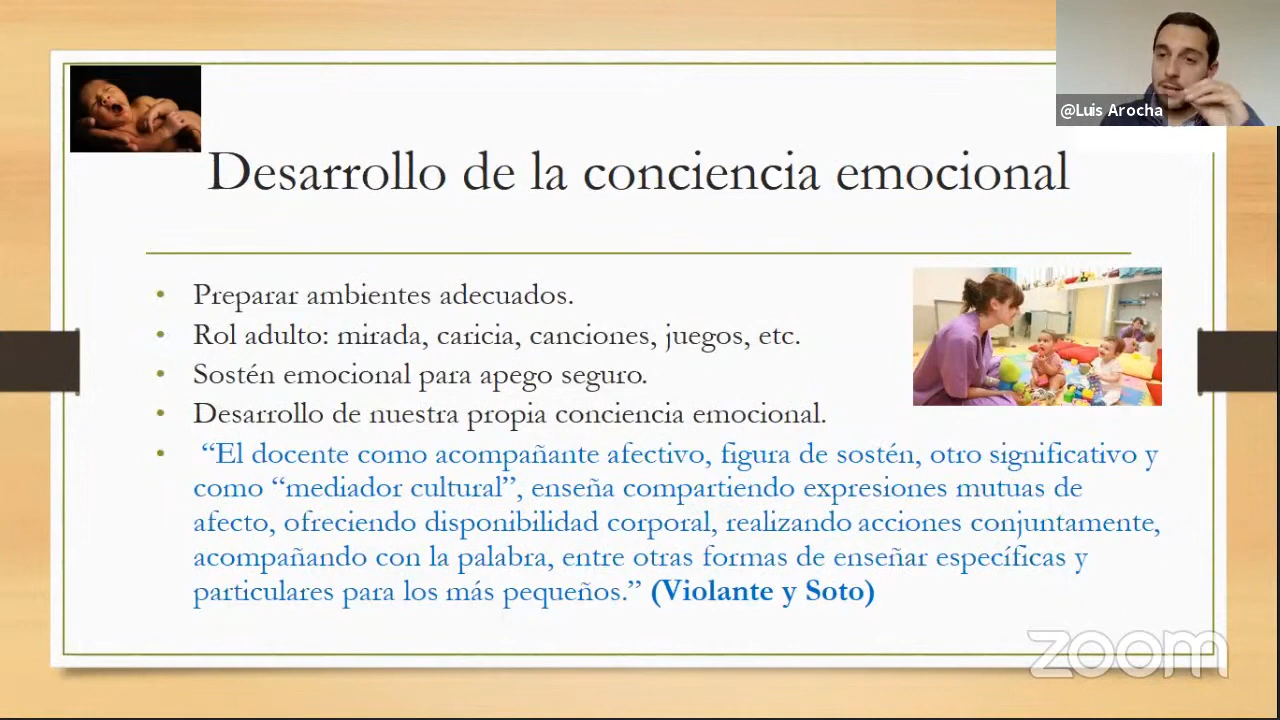 @Luis Arocha
Desarrollo de la conciencia emocional
• Preparar ambientes adecuados.
• Rol adulto: mirada, caricia, canciones, juegos, etc.
• Sostén emocional para apego seguro.
• Desarrollo de nuestra propia conciencia emocional.
• “El docente como acompañante afectivo, figura de sostén, otro significativo y
como “mediador cultural”, enseña compartiendo expresiones mutuas de
afecto, ofreciendo disponibilidad corporal, realizando acciones conjuntamente,
acompañando con la palabra, entre otras formas de enseñar específicas y
particulares para los más pequeños.” (Violante y Soto)
zoom